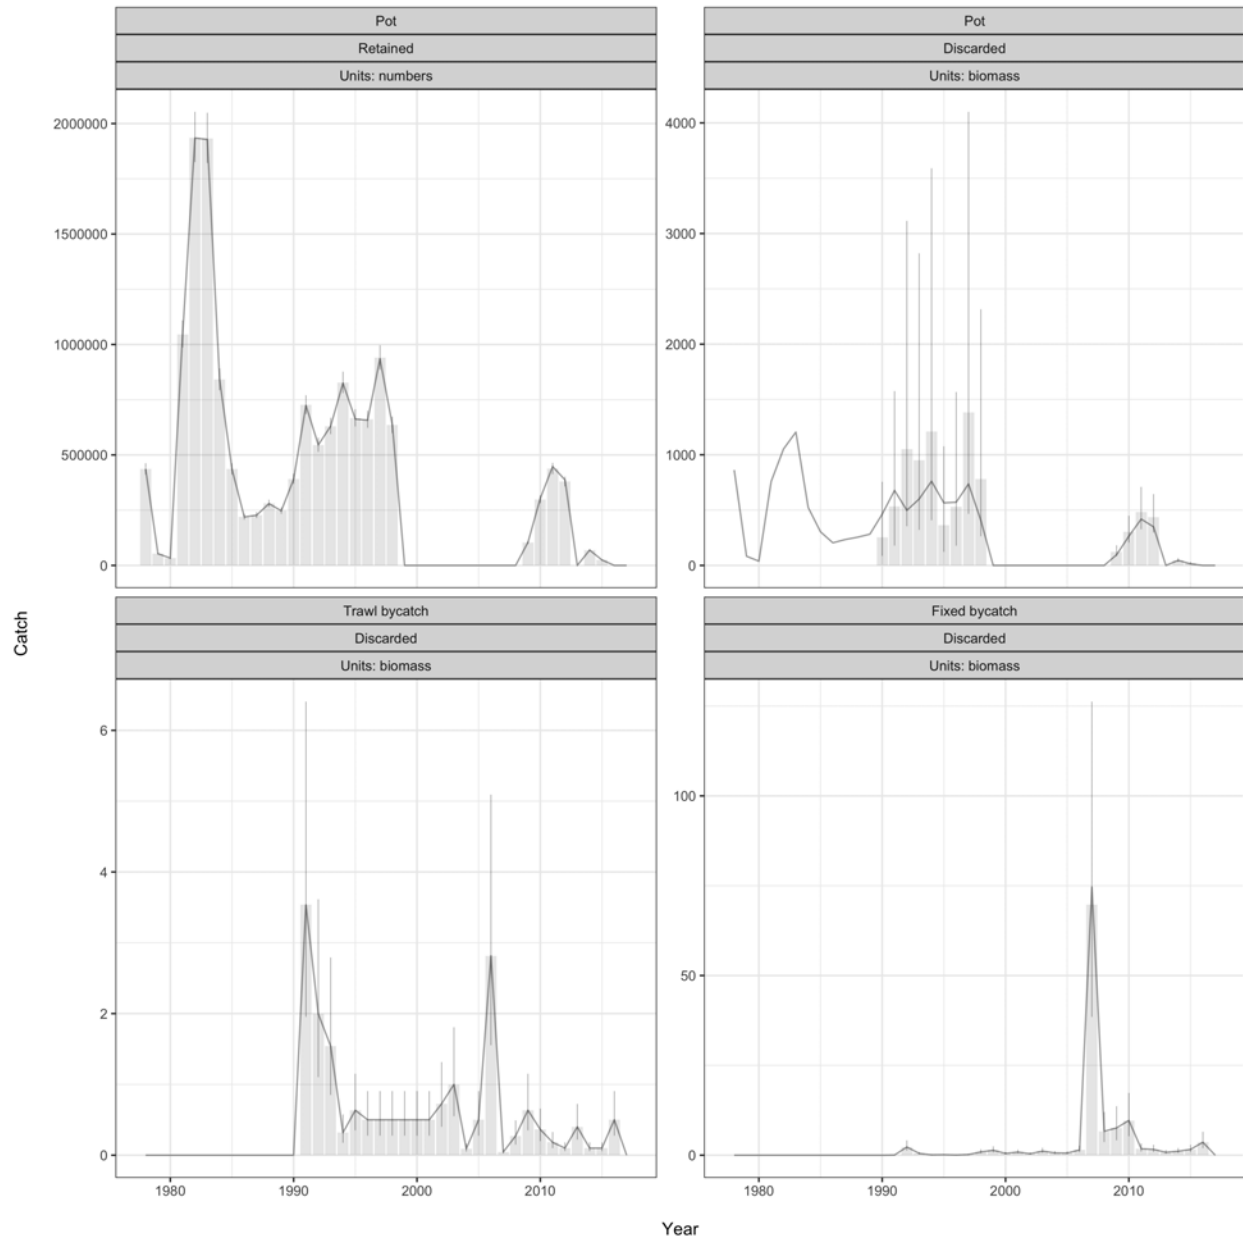 Pot
Retained
Units: numbers
2000000
1500000
1000000
500000
0
Pot
Discarded
Units: biomass
4000
3000
2000
1000
0
Catch
Trawl bycatch
Discarded
Units: biomass
6
4
2
0
1980 1990 2000 2010
Fixed bycatch
Discarded
Units: biomass
100
50
0
1980 1990 2000 2010
Year